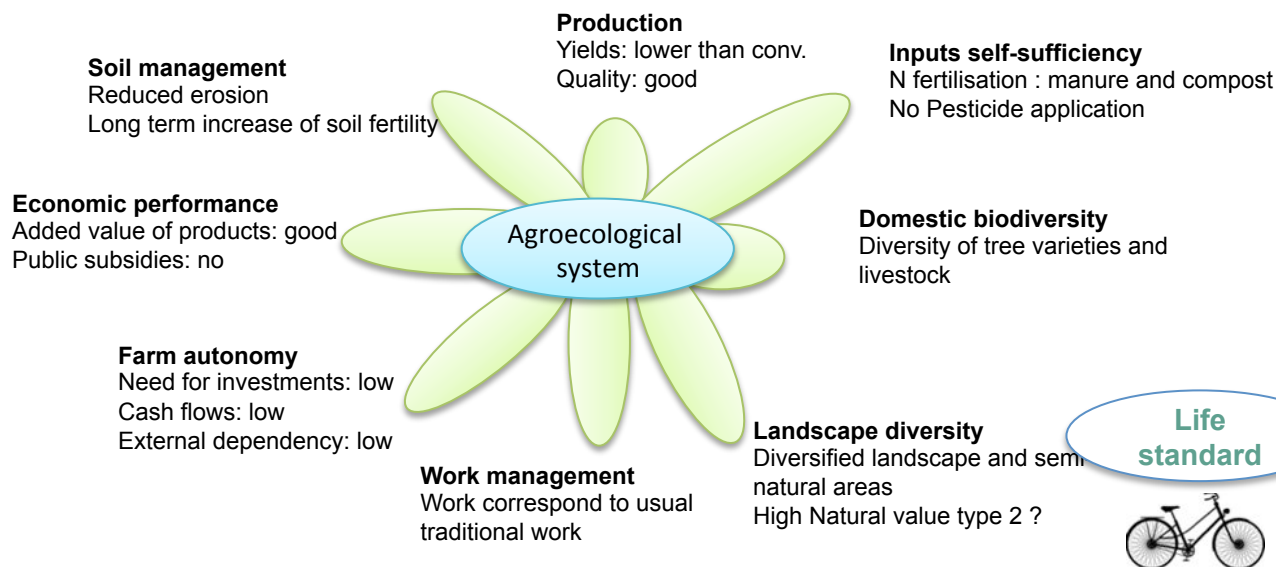 Production
Yields: lower than conv.
Quality: good
Inputs self-sufficiency
N fertilisation : manure and compost
No Pesticide application
Soil management
Reduced erosion
Long term increase of soil fertility
Economic performance
Added value of products: good
Public subsidies: no
Agroecological
system
Domestic biodiversity
Diversity of tree varieties and
livestock
Farm autonomy
Need for investments: low
Cash flows: low
External dependency: low
Work management
Work correspond to usual
traditional work
Landscape diversity
Diversified landscape and semi
natural areas
High Natural value type 2 ?
Life
standard